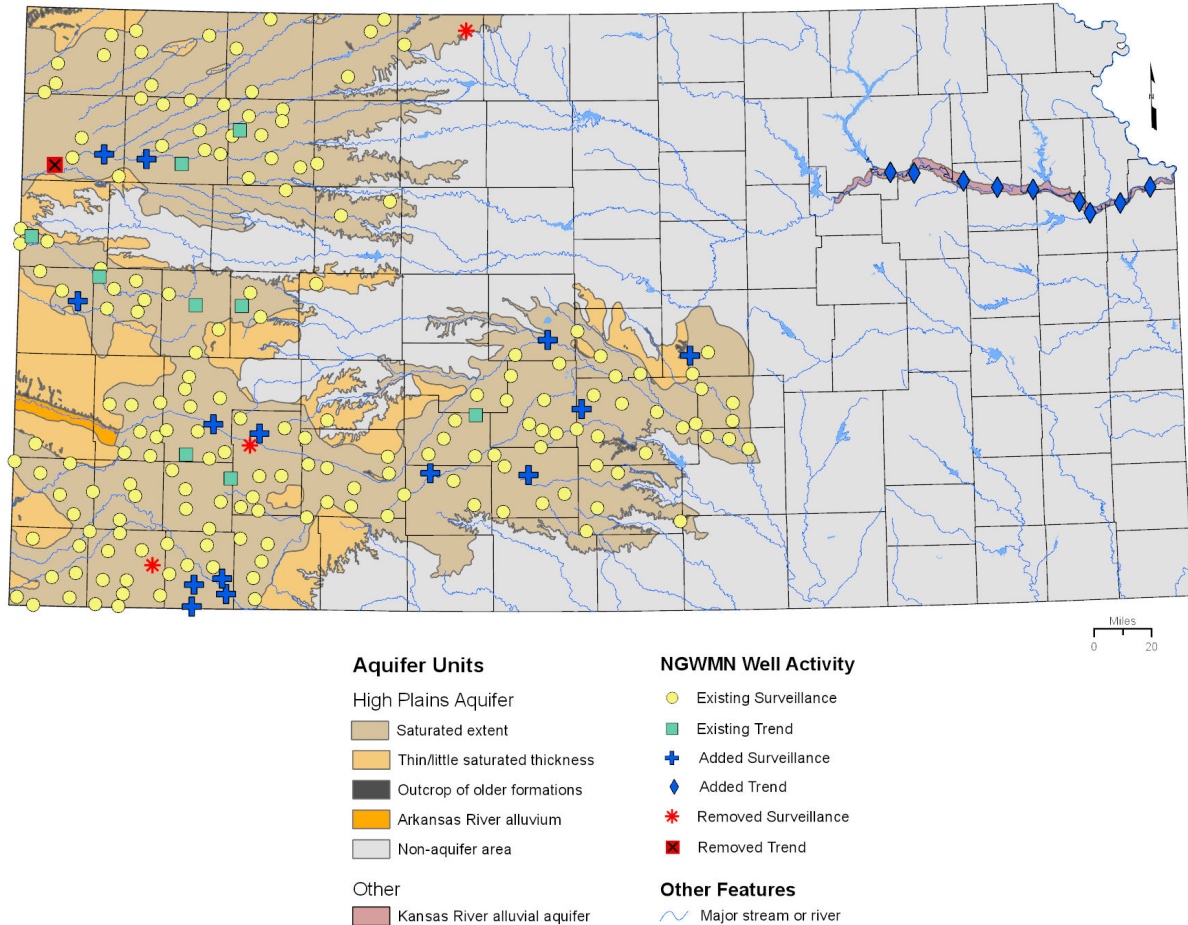 Miles
0 20
Aquifer Units
High Plains Aquifer
Saturated extent
Thin/little saturated thickness
Outcrop of older formations
Arkansas River alluvium
Non-aquifer area
Other
Kansas River alluvial aquifer
NGWMN Well Activity
Existing Surveillance
Existing Trend
Added Surveillance
Added Trend
Removed Surveillance
Removed Trend
Other Features
Major stream or river